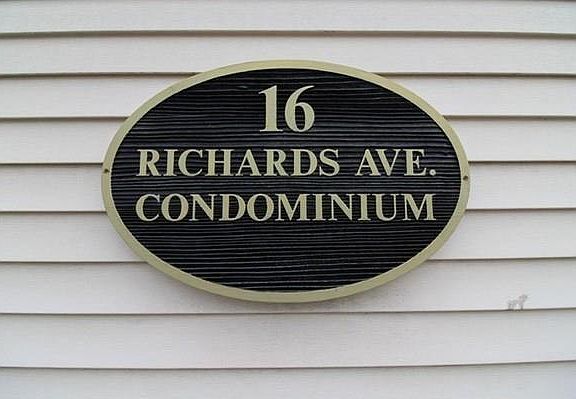 16
RICHARDS AVE.
CONDOMINIUM